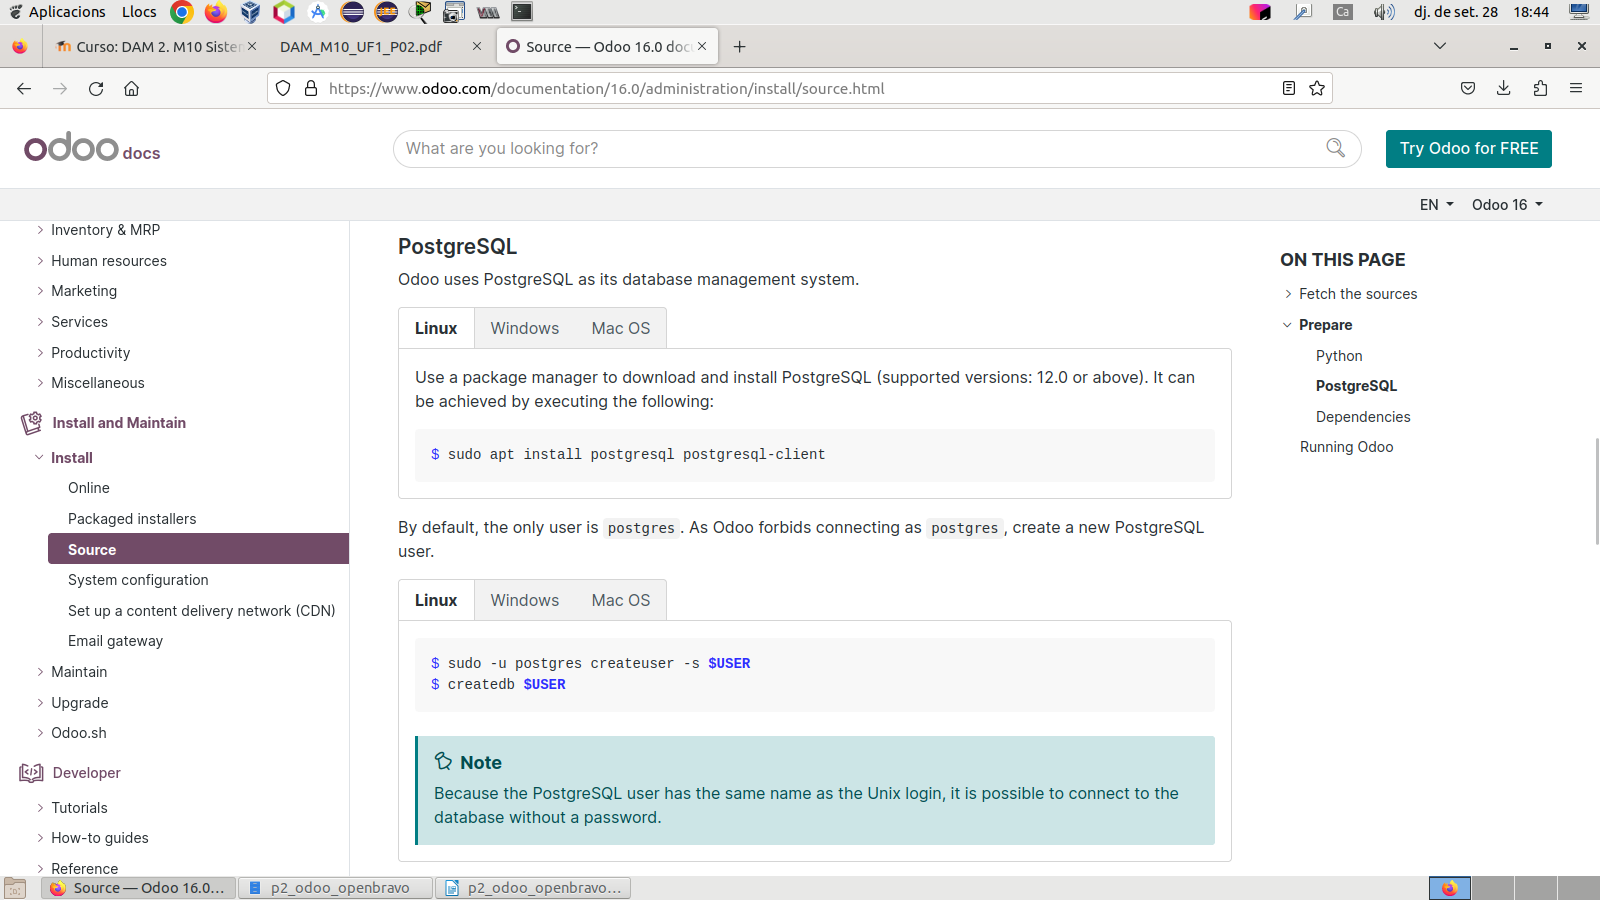 Aplicacions Llocs Ca dj. de set. 28 18:44
Curso: DAM 2. M10 Sister DAM_M10_UF1_P02.pdf Source — Odoo 16.0 doc
https://www.odoo.com/documentation/16.0/administration/install/source.html
odoo docs What are you looking for? Try Odoo for FREE
EN Odoo 16
Inventory & MRP
Human resources
Marketing
Services
Productivity
Miscellaneous
Install and Maintain
Install
Online
Packaged installers
Source
System configuration
Set up a content delivery network (CDN)
Email gateway
Maintain
Upgrade
Odoo.sh
Developer
Tutorials
How-to guides
Reference
PostgreSQL
Odoo uses PostgreSQL as its database management system.
Linux Windows Mac OS
Use a package manager to download and install PostgreSQL (supported versions: 12.0 or above). It can
be achieved by executing the following:
$ sudo apt install postgresql postgresql-client
By default, the only user is postgres. As Odoo forbids connecting as postgres, create a new PostgreSQL
user.
Linux Windows Mac OS
$ sudo -u postgres createuser -s $USER
$ createdb $USER
Note
Because the PostgreSQL user has the same name as the Unix login, it is possible to connect to the
database without a password.
ON THIS PAGE
Fetch the sources
Prepare
Python
PostgreSQL
Dependencies
Running Odoo
Source — Odoo 16.0... p2_odoo_openbravo p2_odoo_openbravo...